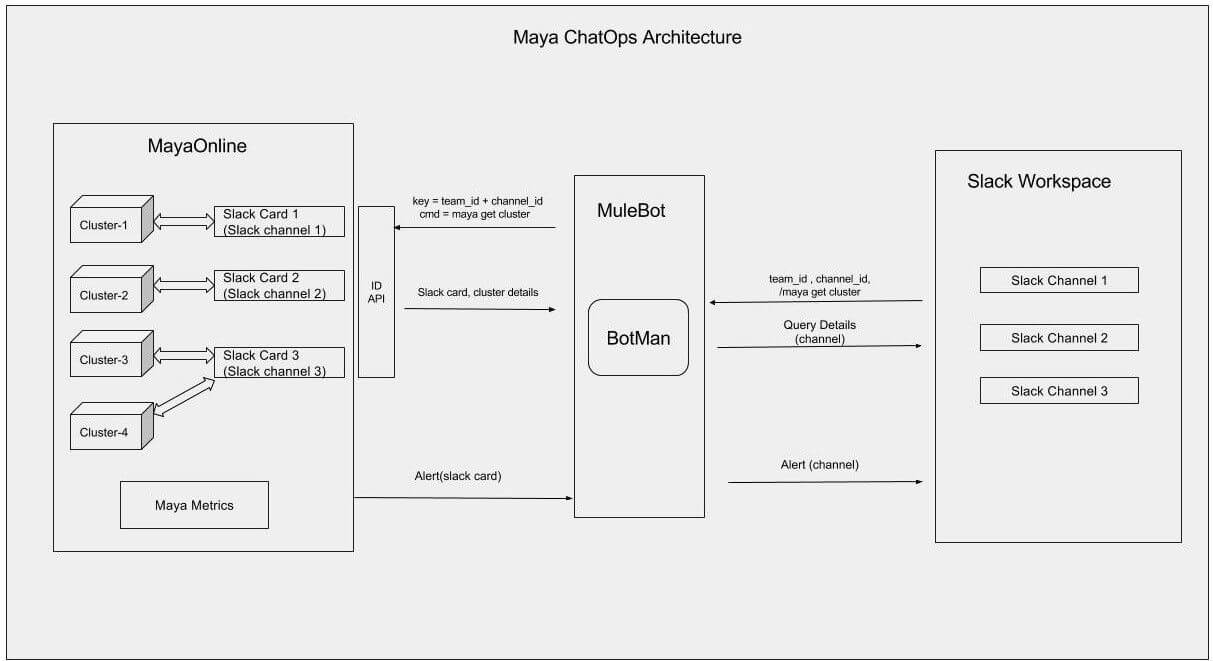 Maya ChatOps Architecture
MayaOnline
Cluster-1
Slack Card 1
(Slack channel 1)
Cluster-2
Slack Card 2
(Slack channel 2)
Cluster-3
Slack Card 3
(Slack channel 3)
Cluster-4
Maya Metrics
ID
API
key = team_id + channel_id
cmd = maya get cluster
Slack card, cluster details
Alert(slack card)
MuleBot
BotMan
team_id , channel_id,
/maya get cluster
Query Details
(channel)
Alert (channel)
Slack Workspace
Slack Channel 1
Slack Channel 2
Slack Channel 3